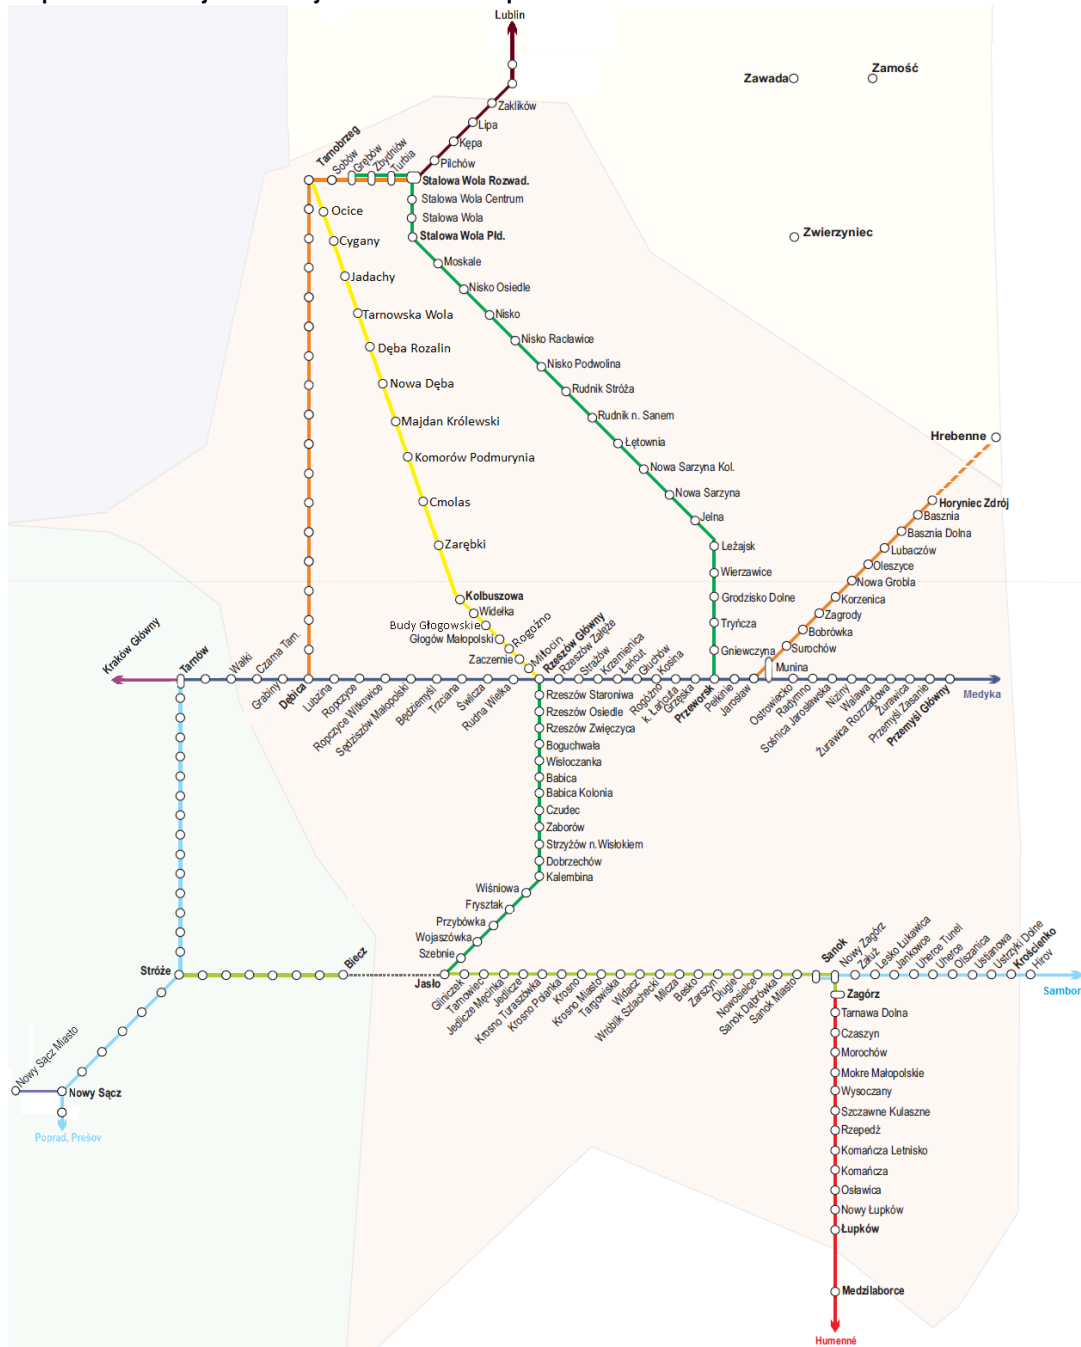 Lublin
Zaklików
Lipa
Kępa
Pilchów
Zawada
Zamość
Zwierzyniec
Tarnobrzeg
Sobów
Grębów
Zbydniów
Turbia
Stalowa Wola Rozwad.
Stalowa Wola Centrum
Stalowa Wola
Stalowa Wola Płd.
Ocice
Cygany
Jadachy
Tarnowska Wola
Dęba Rozalin
Nowa Dęba
Majdan Królewski
Komorów Podmurynia
Cmolas
Zarębki
Kolbuszowa
Widełka
Budy Głogowskie
Głogów Małopolski
Rogoźno
Zaczernie
Miłocin
Moskale
Nisko Osiedle
Nisko
Nisko Racławice
Nisko Podwolina
Rudnik Stróża
Rudnik n. Sanem
Łętownia
Nowa Sarzyna Kol.
Nowa Sarzyna
Jelna
Leżajsk
Wierzawice
Grodzisko Dolne
Tryńcza
Gniewczyna
Hrebenne
Horyniec Zdrój
Basznia
Basznia Dolna
Lubaczów
Oleszyce
Nowa Grobla
Korzenica
Zagrody
Bobrówka
Surochów
Munina
Kraków Główny
Tarnów
Wałki
Czarna Tarn.
Grabiny
Dębica
Lubzina
Ropczyce
Ropczyce Witkowice
Sędziszów Małopolski
Będziemyśl
Trzciana
Świlcza
Rudna Wielka
Rzeszów Główny
Rzeszów Załęże
Strażów
Krzemienica
Łańcut
Głuchów
Kosina
Rogóżno
k. Łańcuta
Grzęska
Przeworsk
Pełkinie
Jarosław
Ostrowiecko
Radymno
Sośnica Jarosławska
Niziny
Walawa
Żurawica Rozrządowa
Żurawica
Przemyśl Zasanie
Przemyśl Główny
Medyka
Rzeszów Staroniwa
Rzeszów Osiedle
Rzeszów Zwięczyca
Boguchwała
Wisłoczanka
Babica
Babica Kolonia
Czudec
Zaborów
Strzyżów n.Wisłokiem
Dobrzechów
Kalembina
Wiśniowa
Frysztak
Przybówka
Wojaszówka
Szebnie
Stróże
Biecz
Jasło
Gliniczek
Tarnowiec
Jedlicze Męcinka
Jedlicze
Krosno Turaszówka
Krosno Polanka
Krosno
Krosno Miasto
Targowiska
Widacz
Wróblik Szlachecki
Milcza
Besko
Zarszyn
Długie
Nowosielce
Sanok Dąbrówka
Sanok Miasto
Sanok
Nowy Zagórz
Załuż
Lesko Łukawica
Jankowce
Uherce Tunel
Uherce
Olszanica
Ustianowa
Ustrzyki Dolne
Krościenko
Hirov
Sambor
Zagórz
Tarnawa Dolna
Czaszyn
Morochów
Mokre Małopolskie
Wysoczany
Szczawne Kulaszne
Rzepedź
Komańcza Letnisko
Komańcza
Osławica
Nowy Łupków
Łupków
Medzilaborce
Humenné
Nowy Sącz Miasto
Nowy Sącz
Poprad, Prešov